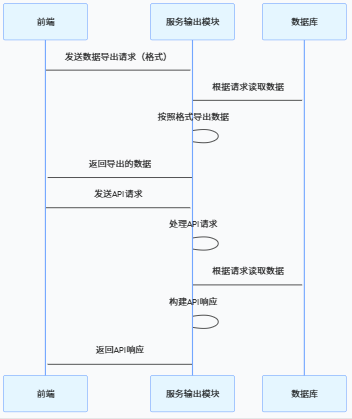 前端
服务输出模块
数据库
发送数据导出请求（格式）
根据请求读取数据
按照格式导出数据
返回导出的数据
发送API请求
处理API请求
根据请求读取数据
构建API响应
返回API响应
前端
服务输出模块
数据库